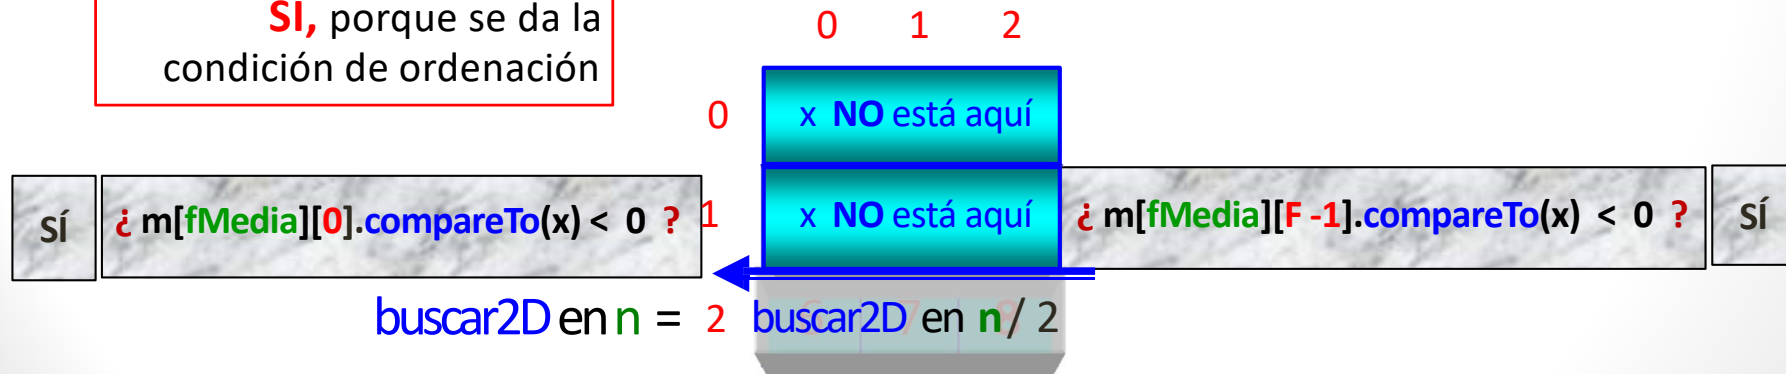 SÍ, porque se da la
condición de ordenación
0 1 2
0 x NO está aquí
SÍ ¿ m[fMedia][0].compareTo(x) < 0 ? 1 x NO está aquí ¿ m[fMedia][F -1].compareTo(x) < 0 ? SÍ
buscar2D en n = 2 buscar2D en n / 2